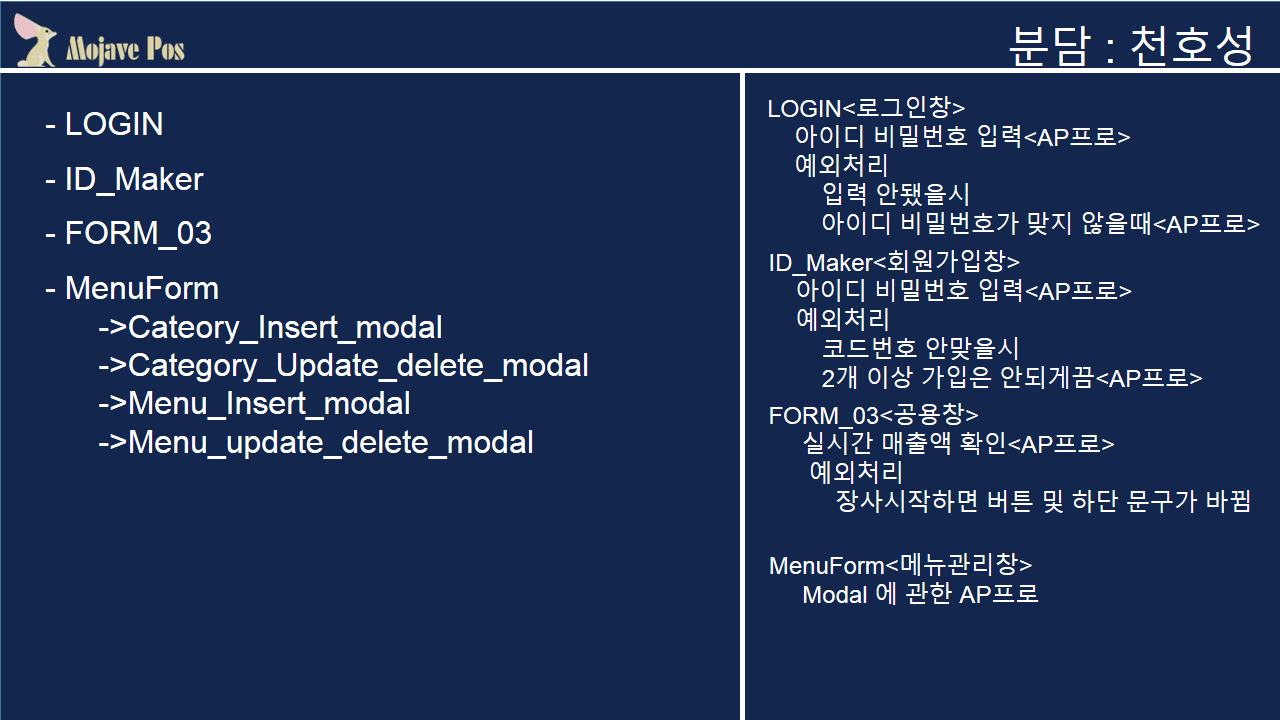 Mojave Pos
분담 : 천호성
- LOGIN
- ID_Maker
- FORM_03
- MenuForm
->Cateory_Insert_modal
->Category_Update_delete_modal
->Menu_Insert_modal
->Menu_update_delete_modal
LOGIN<로그인창>
아이디 비밀번호 입력<AP프로>
예외처리
입력 안됐을시
아이디 비밀번호가 맞지 않을때<AP프로>
ID_Maker<회원가입창>
아이디 비밀번호 입력<AP프로>
예외처리
코드번호 안맞을시
2개 이상 가입은 안되게끔<AP프로>
FORM_03<공용창>
실시간 매출액 확인<AP프로>
예외처리
장사시작하면 버튼 및 하단 문구가 바뀜
MenuForm<메뉴관리창>
Modal 에 관한 AP프로